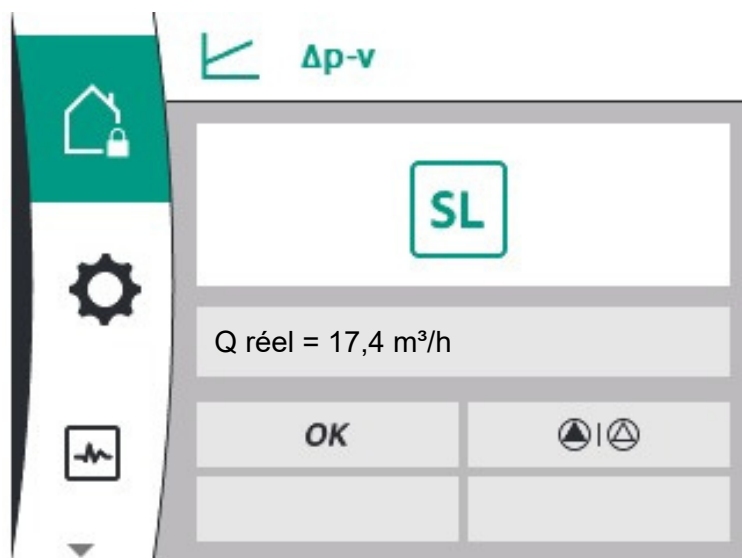 Δp-v
SL
Q réel = 17,4 m³/h
OK